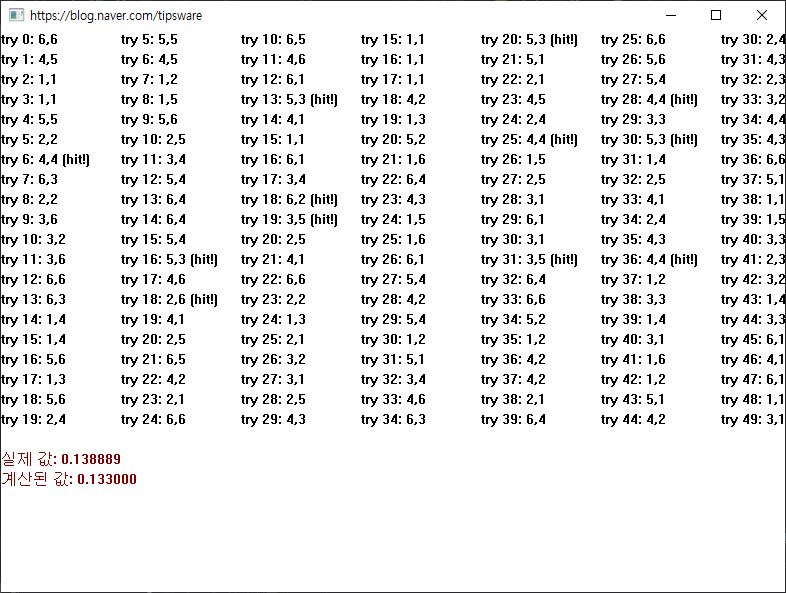 https://blog.naver.com/tipsware
try 0: 6,6 try 5: 5,5 try 10: 6,5 try 15: 1,1 try 20: 5,3 (hit!) try 25: 6,6 try 30: 2,4
try 1: 4,5 try 6: 4,5 try 11: 4,6 try 16: 1,1 try 21: 5,1 try 26: 5,6 try 31: 4,3
try 2: 1,1 try 7: 1,2 try 12: 6,1 try 17: 1,1 try 22: 2,1 try 27: 5,4 try 32: 2,3
try 3: 1,1 try 8: 1,5 try 13: 5,3 (hit!) try 18: 4,2 try 23: 4,5 try 28: 4,4 (hit!) try 33: 3,2
try 4: 5,5 try 9: 5,6 try 14: 4,1 try 19: 1,3 try 24: 2,4 try 29: 3,3 try 34: 4,4
try 5: 2,2 try 10: 2,5 try 15: 1,1 try 20: 5,2 try 25: 4,4 (hit!) try 30: 5,3 (hit!) try 35: 4,3
try 6: 4,4 (hit!) try 11: 3,4 try 16: 6,1 try 21: 1,6 try 26: 1,5 try 31: 1,4 try 36: 6,6
try 7: 6,3 try 12: 5,4 try 17: 3,4 try 22: 6,4 try 27: 2,5 try 32: 2,5 try 37: 5,1
try 8: 2,2 try 13: 6,4 try 18: 6,2 (hit!) try 23: 4,3 try 28: 3,1 try 33: 4,1 try 38: 1,1
try 9: 3,6 try 14: 6,4 try 19: 3,5 (hit!) try 24: 1,5 try 29: 6,1 try 34: 2,4 try 39: 1,5
try 10: 3,2 try 15: 5,4 try 20: 2,5 try 25: 1,6 try 30: 3,1 try 35: 4,3 try 40: 3,3
try 11: 3,6 try 16: 5,3 (hit!) try 21: 4,1 try 26: 6,1 try 31: 3,5 (hit!) try 36: 4,4 (hit!) try 41: 2,3
try 12: 6,6 try 17: 4,6 try 22: 6,6 try 27: 5,4 try 32: 6,4 try 37: 1,2 try 42: 3,2
try 13: 6,3 try 18: 2,6 (hit!) try 23: 2,2 try 28: 4,2 try 33: 6,6 try 38: 3,3 try 43: 1,4
try 14: 1,4 try 19: 4,1 try 24: 1,3 try 29: 5,4 try 34: 5,2 try 39: 1,4 try 44: 3,3
try 15: 1,4 try 20: 2,5 try 25: 2,1 try 30: 1,2 try 35: 1,2 try 40: 3,1 try 45: 6,1
try 16: 5,6 try 21: 6,5 try 26: 3,2 try 31: 5,1 try 36: 4,2 try 41: 1,6 try 46: 4,1
try 17: 1,3 try 22: 4,2 try 27: 3,1 try 32: 3,4 try 37: 4,2 try 42: 1,2 try 47: 6,1
try 18: 5,6 try 23: 2,1 try 28: 2,5 try 33: 4,6 try 38: 2,1 try 43: 5,1 try 48: 1,1
try 19: 2,4 try 24: 6,6 try 29: 4,3 try 34: 6,3 try 39: 6,4 try 44: 4,2 try 49: 3,1
실제 값: 0.138889
계산된 값: 0.133000